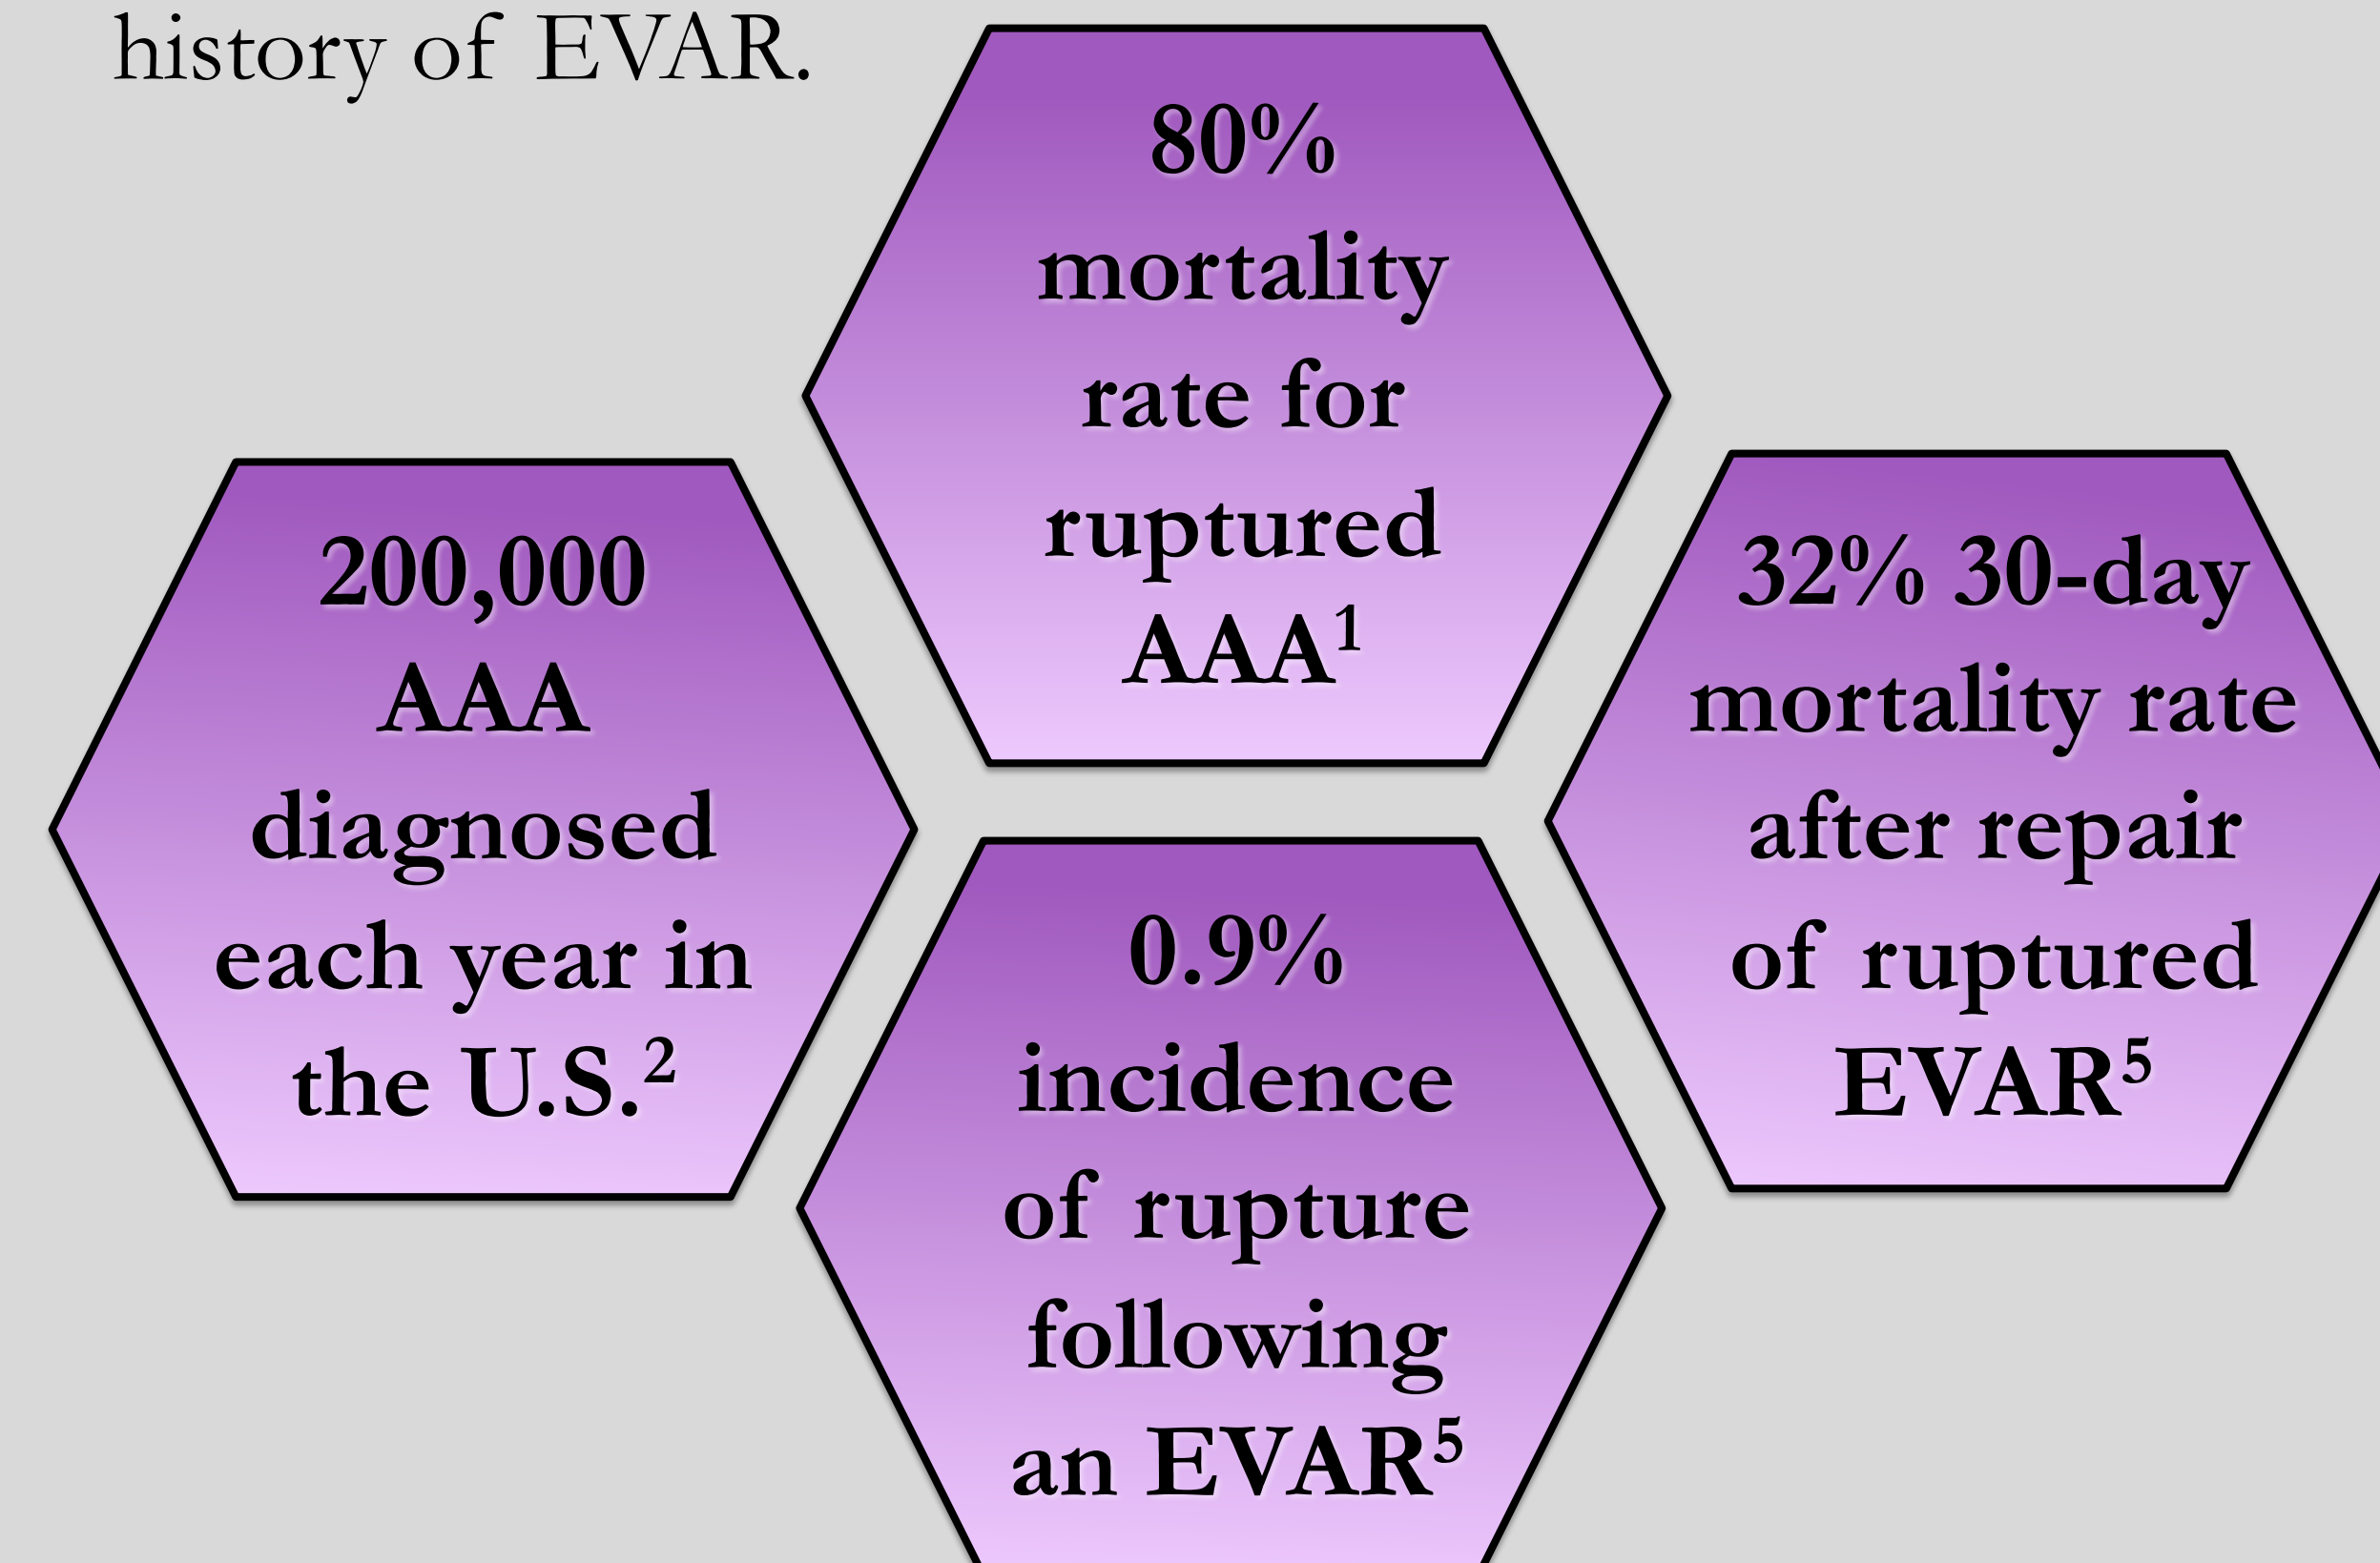 history of EVAR.
80%
mortality
rate for
ruptured
AAA¹
200,000
AAA
diagnosed
each year in
the U.S.²
32% 30-day
mortality rate
after repair
of ruptured
EVAR⁵
0.9%
incidence
of rupture
following
an EVAR⁵